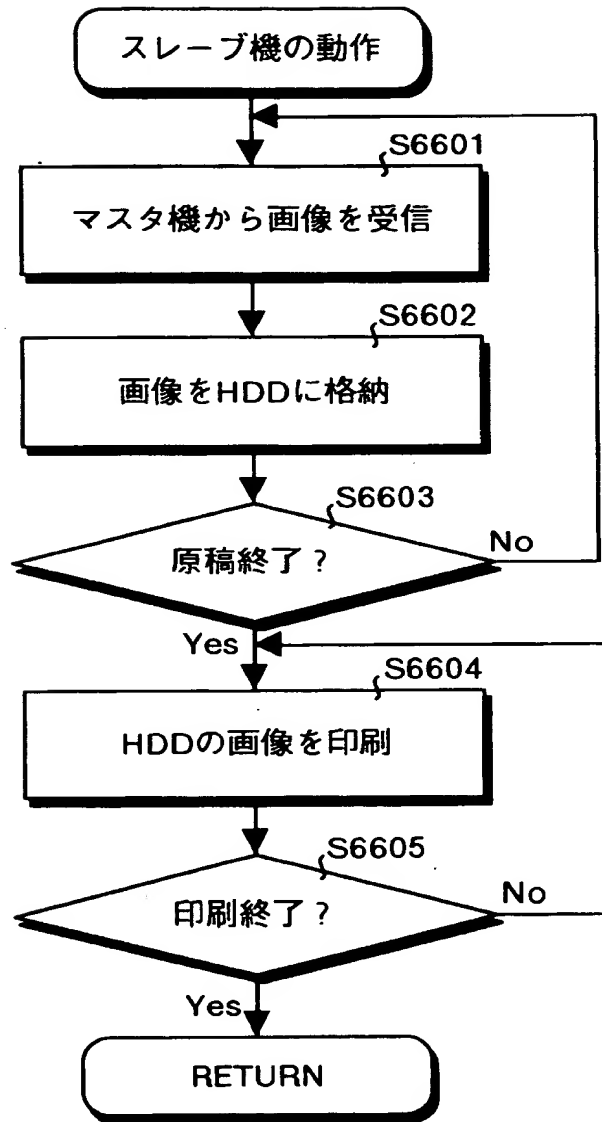 スレーブ機の動作
S6601
マスタ機から画像を受信
S6602
画像をHDDに格納
S6603
原稿終了？
No
Yes
S6604
HDDの画像を印刷
S6605
印刷終了？
No
Yes
RETURN